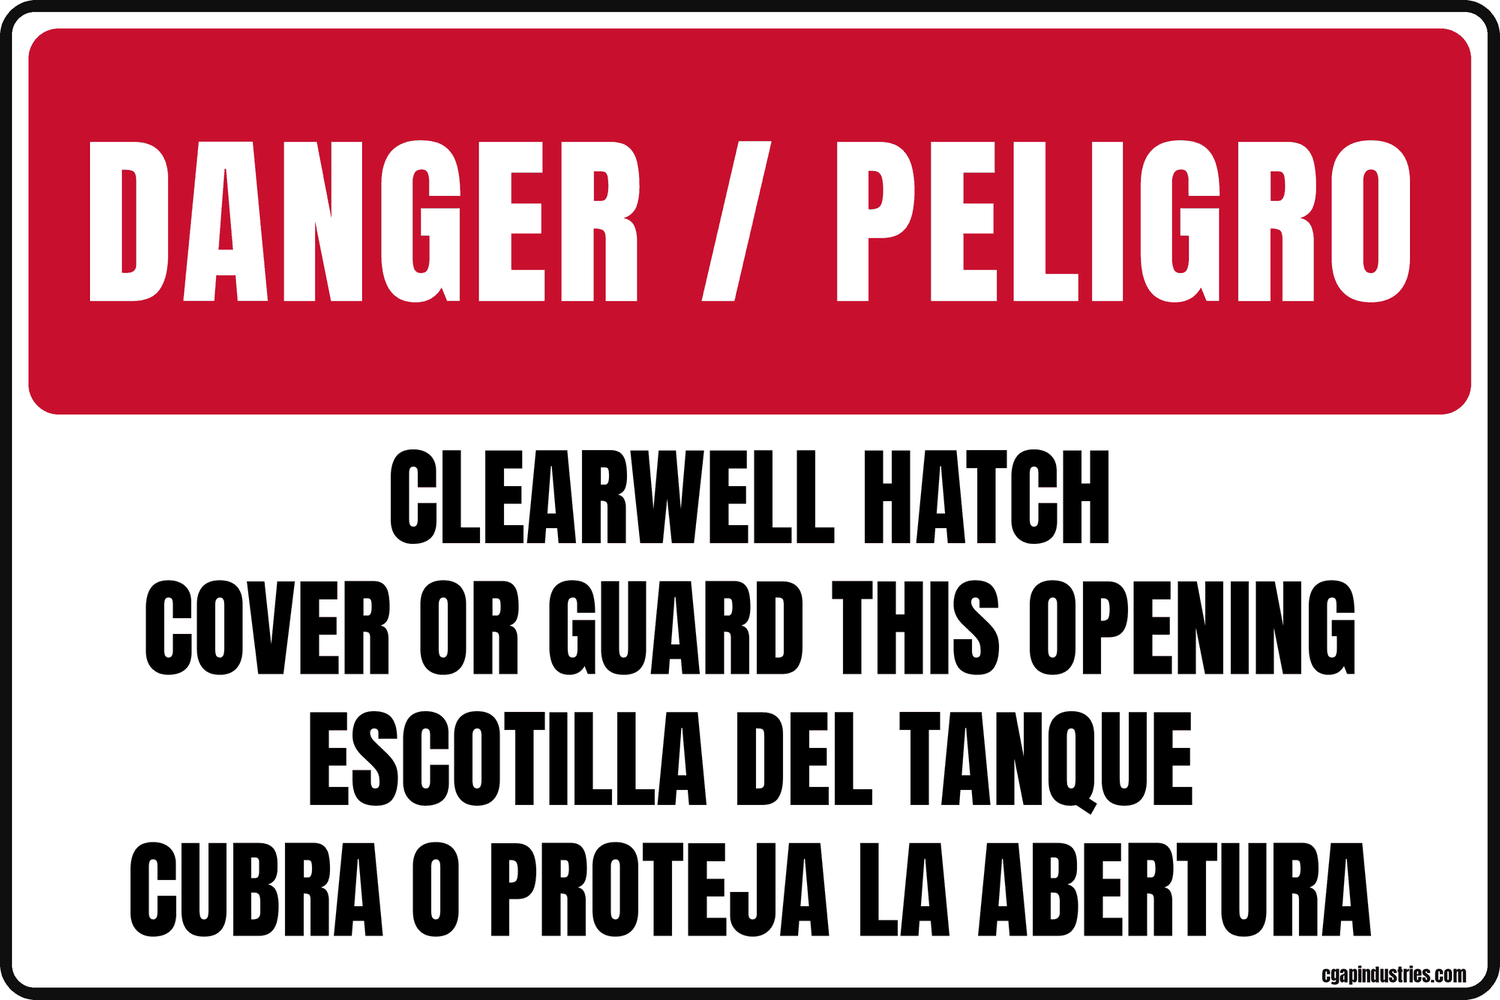 DANGER / PELIGRO
CLEARWELL HATCH
COVER OR GUARD THIS OPENING
ESCOTILLA DEL TANQUE
CUBRA O PROTEJA LA ABERTURA
cgapindustries.com